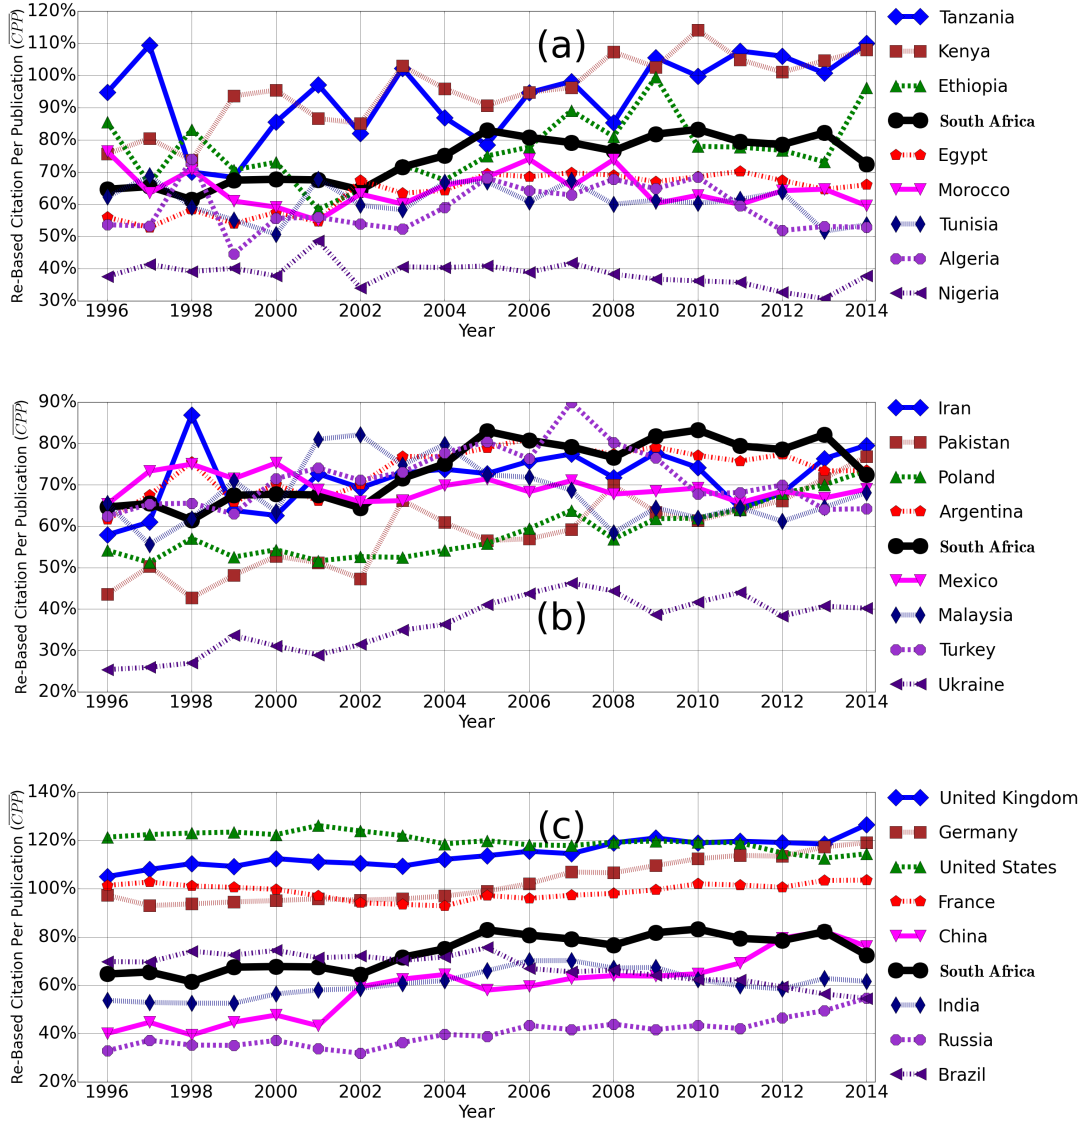 120%
110%
100%
90%
80%
70%
60%
50%
40%
30%
Re-Based Citation Per Publication (CPP)
(a)
1996 1998 2000 2002 2004 2006 2008 2010 2012 2014
Year
Tanzania
Kenya
Ethiopia
South Africa
Egypt
Morocco
Tunisia
Algeria
Nigeria
90%
80%
70%
60%
50%
40%
30%
20%
Re-Based Citation Per Publication (CPP)
(b)
1996 1998 2000 2002 2004 2006 2008 2010 2012 2014
Year
Iran
Pakistan
Poland
Argentina
South Africa
Mexico
Malaysia
Turkey
Ukraine
140%
120%
100%
80%
60%
40%
20%
Re-Based Citation Per Publication (CPP)
(c)
1996 1998 2000 2002 2004 2006 2008 2010 2012 2014
Year
United Kingdom
Germany
United States
France
China
South Africa
India
Russia
Brazil